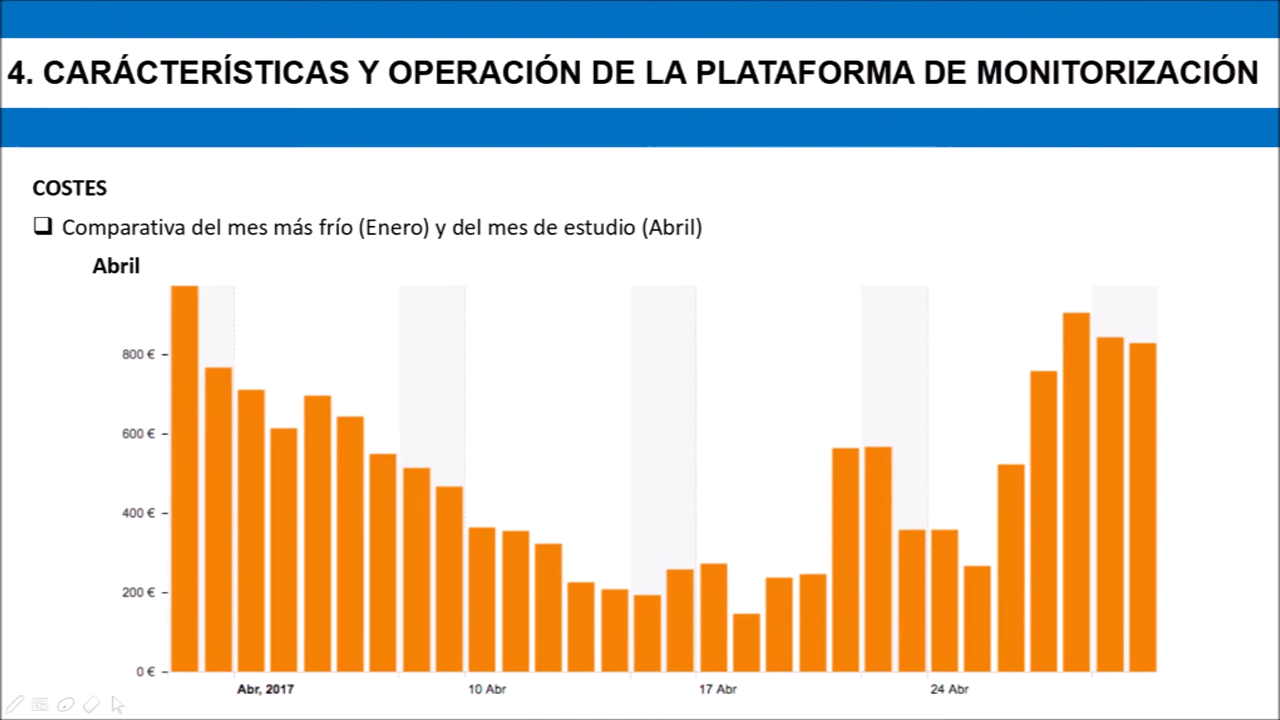 4. CARÁCTERÍSTICAS Y OPERACIÓN DE LA PLATAFORMA DE MONITORIZACIÓN
COSTES
Comparativa del mes más frío (Enero) y del mes de estudio (Abril)
Abril
800 €
600 €
400 €
200 €
0 €
Abr, 2017
10 Abr
17 Abr
24 Abr